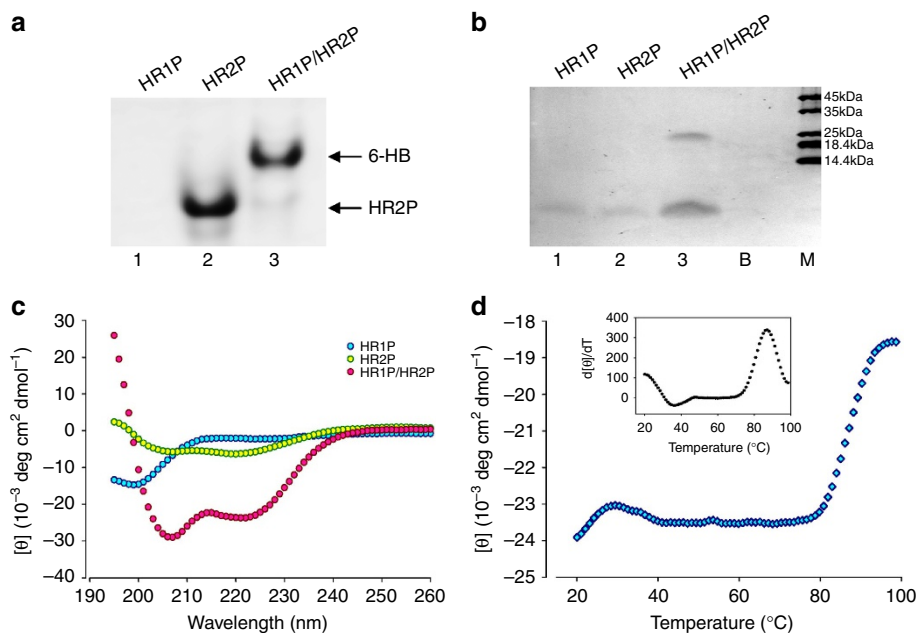 a
HR1P
HR2P
HR1P/HR2P
6-HB
HR2P
1 2 3
b
HR1P
HR2P
HR1P/HR2P
45kDa
35kDa
25kDa
18.4kDa
14.4kDa
1 2 3 B M
c
30
20
10
0
–10
–20
–30
–40
[θ] (10⁻³ deg cm² dmol⁻¹)
HR1P
HR2P
HR1P/HR2P
190 200 210 220 230 240 250 260
Wavelength (nm)
d
–18
–19
–20
–21
–22
–23
–24
–25
[θ] (10⁻³ deg cm² dmol⁻¹)
400
300
200
100
0
d[θ]/dT
20 40 60 80 100
Temperature (°C)
20 40 60 80 100
Temperature (°C)